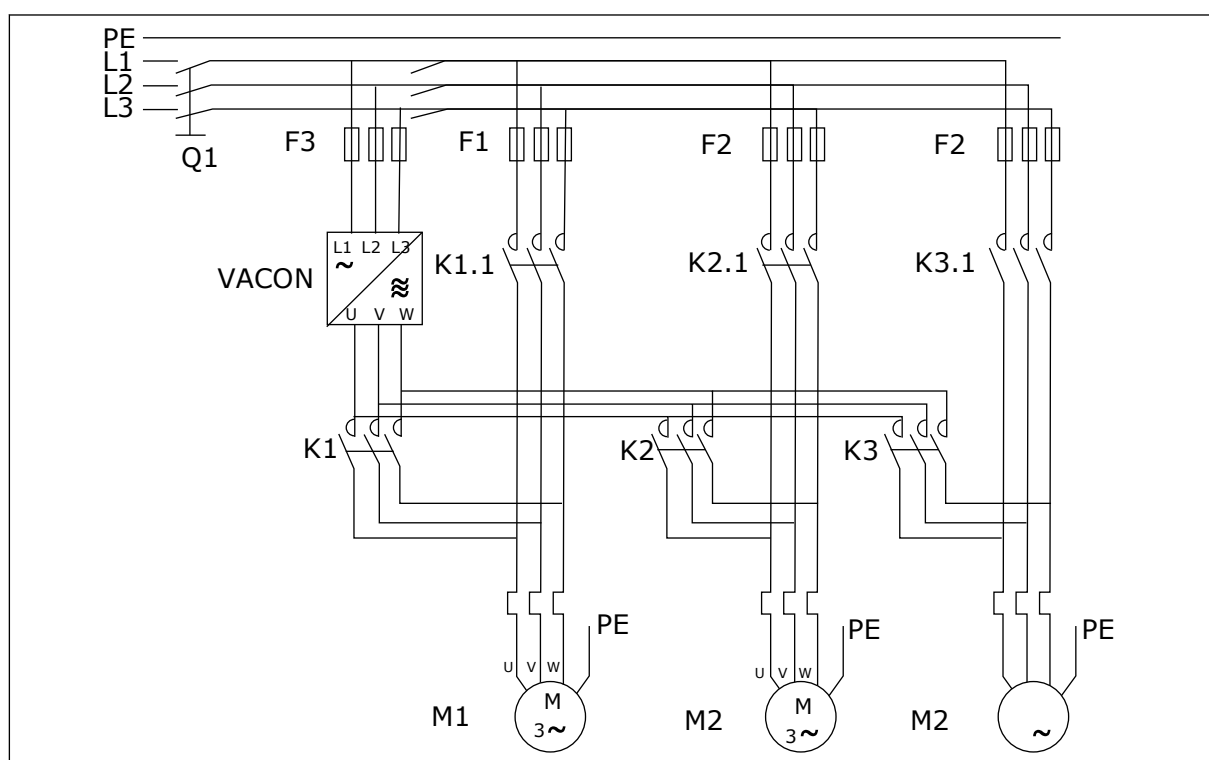 PE
L1
L2
L3
Q1
F3
F1
F2
F2
L1 L2 L3
~
≋
U V W
VACON
K1.1
K2.1
K3.1
K1
K2
K3
PE
PE
PE
U V W
U V W
M
3~
M
3~
~
M1
M2
M2